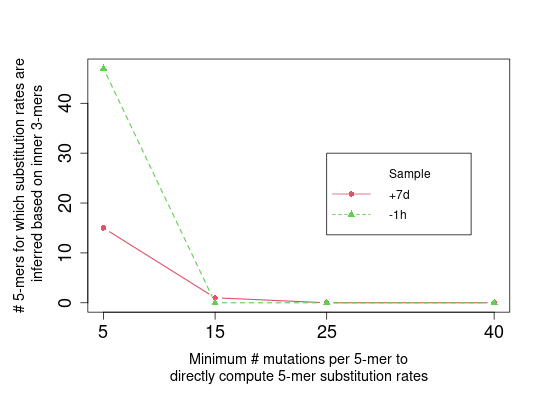 # 5-mers for which substitution rates are
inferred based on inner 3-mers
40
30
20
10
0
Sample
+7d
-1h
5 15 25 40
Minimum # mutations per 5-mer to
directly compute 5-mer substitution rates